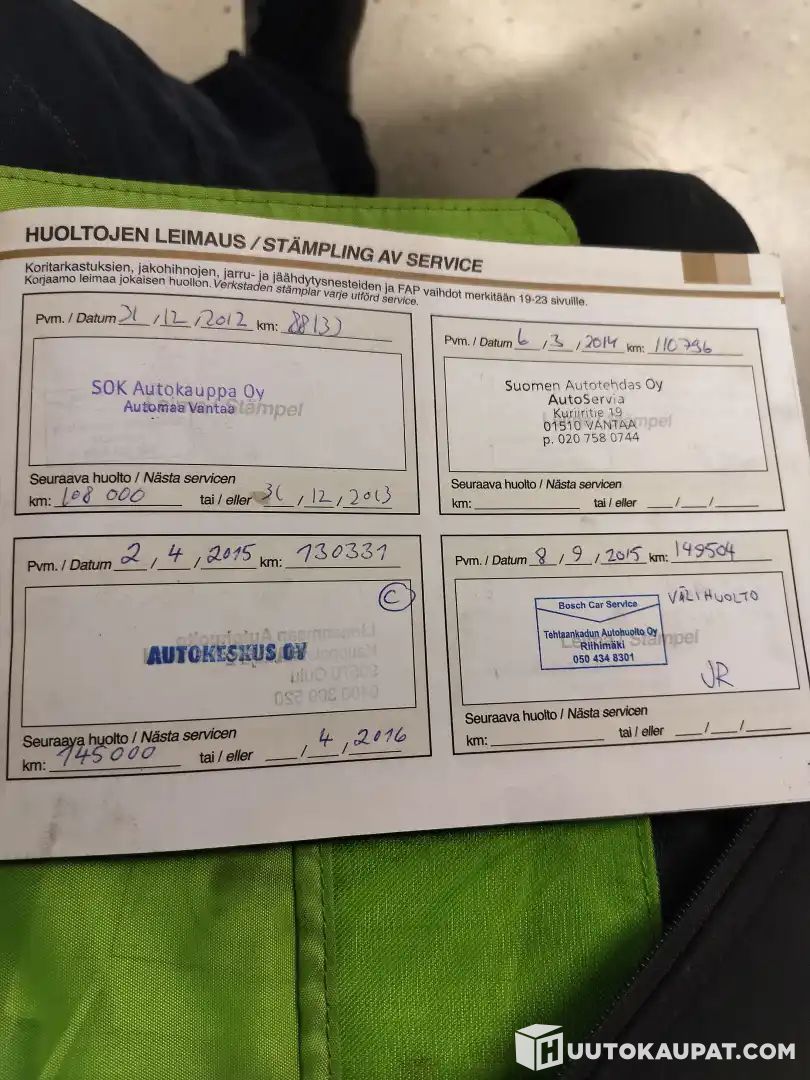 HUOLTOJEN LEIMAUS / STÄMPLING AV SERVICE
Koritarkastuksien, jakohihnojen, jarru- ja jäähdytysnesteiden ja FAP vaihdot merkitään 19-23 sivuille.
Korjaamo leimaa jokaisen huollon. Verkstaden stämplar varje utförd service.
Pvm. / Datum 31 / 12 / 2012 km: 88133
SOK Autokauppa Oy
Automaa Vantaa
Stämpel
Seuraava huolto / Nästa servicen
km: 108 000 tai / eller 31 / 12 / 2013
Pvm. / Datum 6 / 3 / 2014 km: 110796
Suomen Autotehdas Oy
AutoServia
Kuriiritie 19
01510 VANTAA
p. 020 758 0744
Seuraava huolto / Nästa servicen
km: tai / eller / /
Pvm. / Datum 2 / 4 / 2015 km: 130331
C
AUTOKESKUS OY
Seuraava huolto / Nästa servicen
km: 145000 tai / eller / 4 / 2016
Pvm. / Datum 8 / 9 / 2015 km: 149504
VÄLIHUOLTO
Bosch Car Service
Tehtaankadun Autohuolto Oy
Riihimäki
050 434 8301
JR
Seuraava huolto / Nästa servicen
km: tai / eller / /
HUUTOKAUPAT.COM